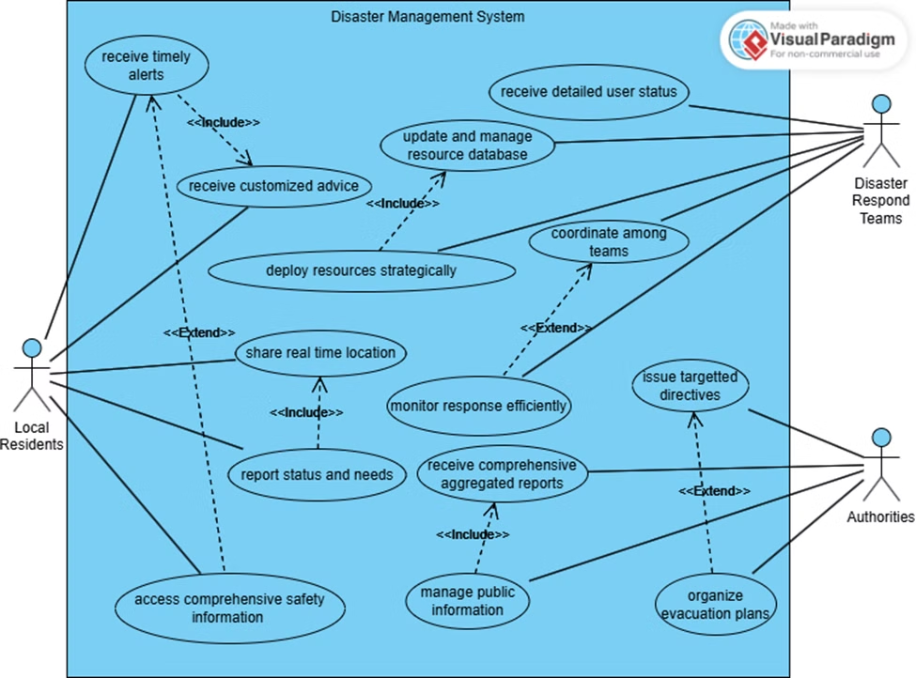 Disaster Management System
Made with
Visual Paradigm
For non-commercial use
receive timely
alerts
<<Include>>
receive customized advice
receive detailed user status
update and manage
resource database
<<Include>>
deploy resources strategically
coordinate among
teams
Disaster
Respond
Teams
<<Extend>>
share real time location
<<Extend>>
monitor response efficiently
issue targetted
directives
Local
Residents
<<Include>>
report status and needs
receive comprehensive
aggregated reports
<<Extend>>
Authorities
<<Include>>
access comprehensive safety
information
manage public
information
organize
evacuation plans